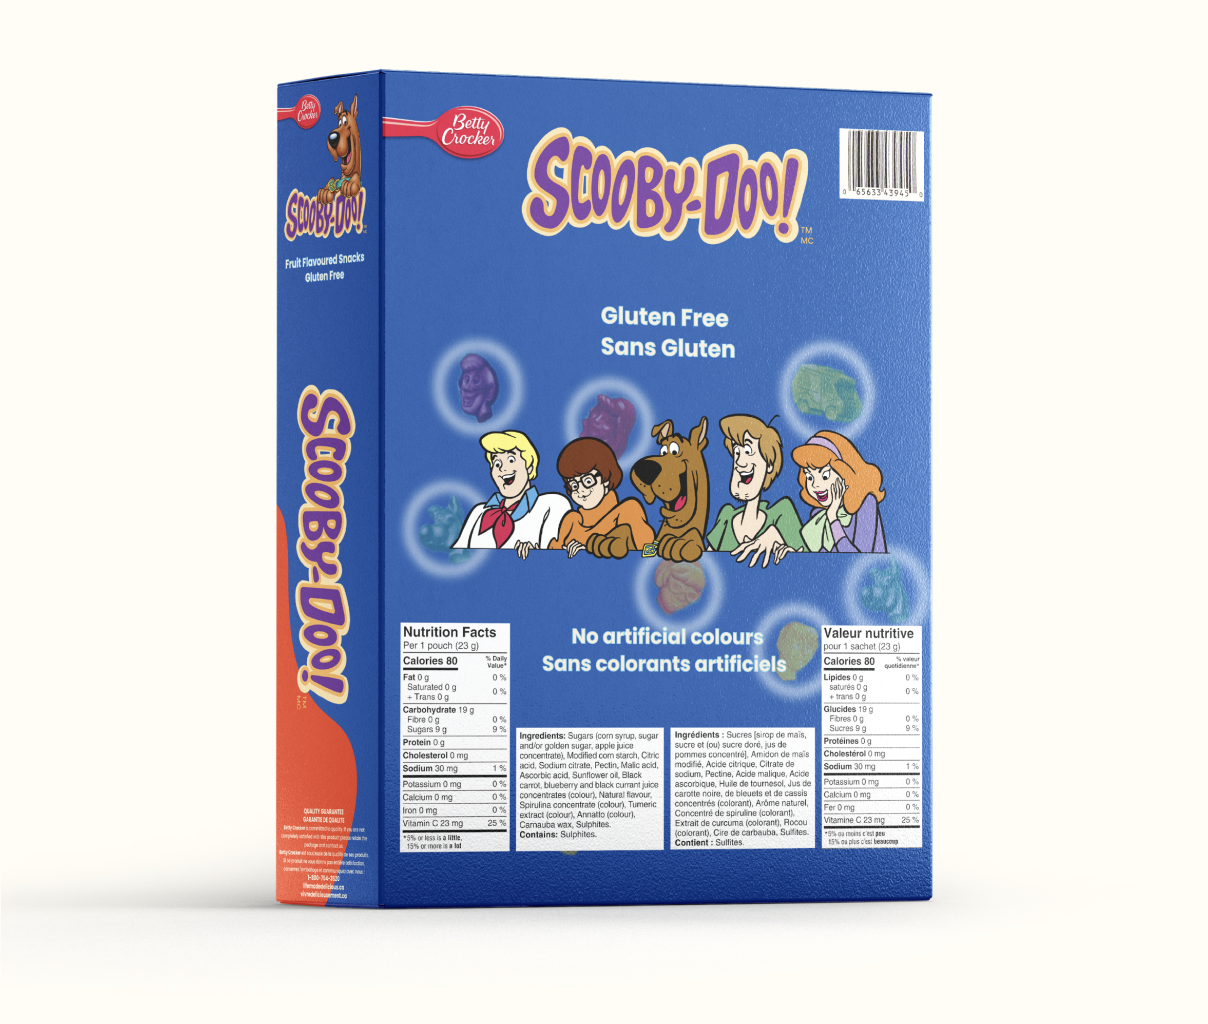 Betty
Crocker
SCOOBY-DOO!
Fruit Flavoured Snacks
Gluten Free
SCOOBY-DOO!
TM
MC
QUALITY GUARANTEE
GARANTIE DE QUALITÉ
1-800-754-3520
lifemadedelicious.ca
vivredeliciousement.ca
Betty
Crocker
SCOOBY-DOO!
TM
MC
0 65633 43945 0
Gluten Free
Sans Gluten
No artificial colours
Sans colorants artificiels
Nutrition Facts
Per 1 pouch (23 g)
Calories 80
% Daily
Value*
Fat 0 g 0 %
Saturated 0 g
+ Trans 0 g
0 %
Carbohydrate 19 g
Fibre 0 g 0 %
Sugars 9 g 9 %
Protein 0 g
Cholesterol 0 mg
Sodium 30 mg 1 %
Potassium 0 mg 0 %
Calcium 0 mg 0 %
Iron 0 mg 0 %
Vitamin C 23 mg 25 %
*5% or less is a little,
15% or more is a lot
Ingredients: Sugars (corn syrup, sugar
and/or golden sugar, apple juice
concentrate), Modified corn starch, Citric
acid, Sodium citrate, Pectin, Malic acid,
Ascorbic acid, Sunflower oil, Black
carrot, blueberry and black currant juice
concentrates (colour), Natural flavour,
Spirulina concentrate (colour), Tumeric
extract (colour), Annatto (colour),
Carnauba wax, Sulphites.
Contains: Sulphites.
Ingrédients : Sucres [sirop de maïs,
sucre et (ou) sucre doré, jus de
pommes concentré], Amidon de maïs
modifié, Acide citrique, Citrate de
sodium, Pectine, Acide malique, Acide
ascorbique, Huile de tournesol, Jus de
carotte noire, de bleuets et de cassis
concentrés (colorant), Arôme naturel,
Concentré de spiruline (colorant),
Extrait de curcuma (colorant), Rocou
(colorant), Cire de carbauba, Sulfites.
Contient : Sulfites.
Valeur nutritive
pour 1 sachet (23 g)
Calories 80
% valeur
quotidienne*
Lipides 0 g 0 %
saturés 0 g
+ trans 0 g
0 %
Glucides 19 g
Fibres 0 g 0 %
Sucres 9 g 9 %
Protéines 0 g
Cholestérol 0 mg
Sodium 30 mg 1 %
Potassium 0 mg 0 %
Calcium 0 mg 0 %
Fer 0 mg 0 %
Vitamine C 23 mg 25 %
*5% ou moins c'est peu
15% ou plus c'est beaucoup